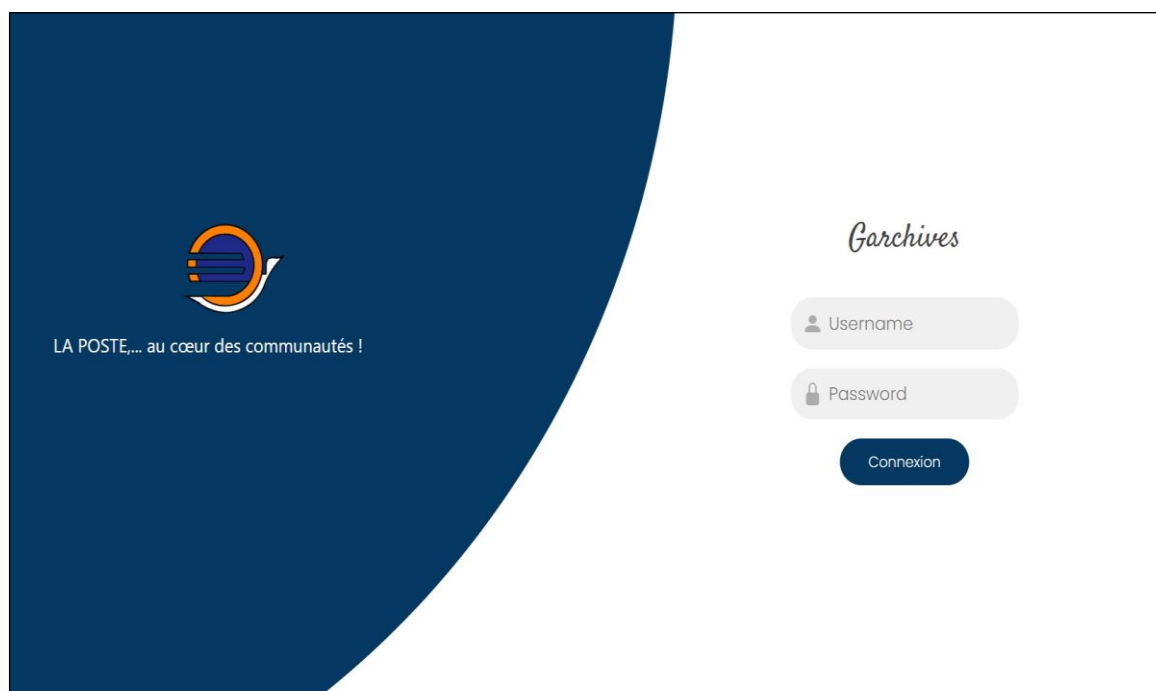 LA POSTE,... au cœur des communautés !
Garchives
Username
Password
Connexion